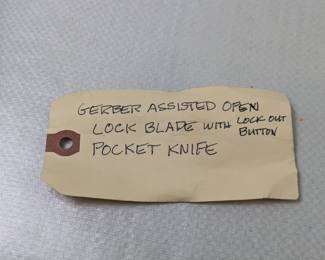 GERBER ASSISTED OPEN
LOCK BLADE WITH LOCK OUT BUTTON
POCKET KNIFE